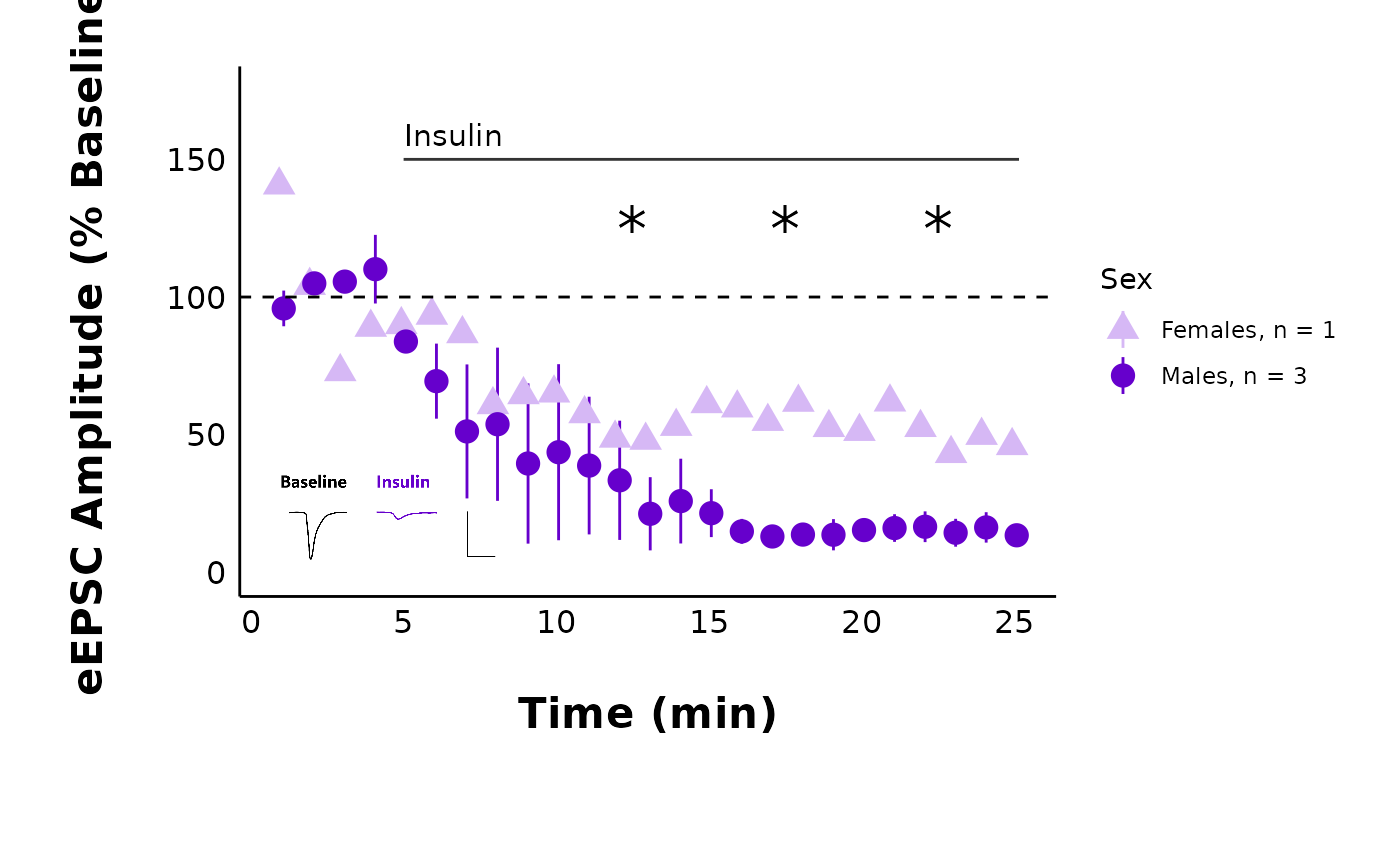 eEPSC Amplitude (% Baseline
Insulin
150
100
50
0
* * *
Baseline Insulin
0 5 10 15 20 25
Time (min)
Sex
Females, n = 1
Males, n = 3